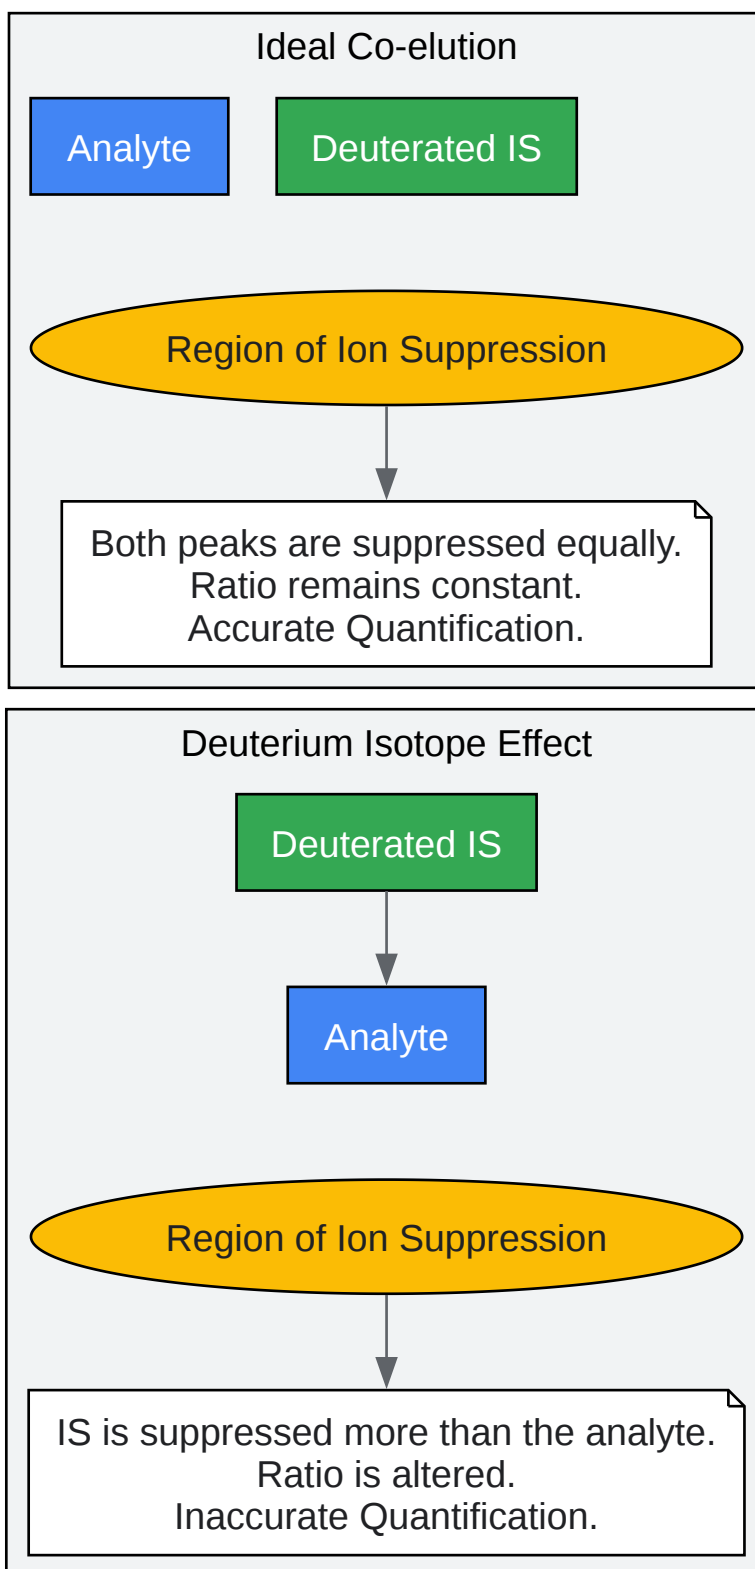 Ideal Co-elution
Analyte
Deuterated IS
Region of Ion Suppression
Both peaks are suppressed equally.
Ratio remains constant.
Accurate Quantification.
Deuterium Isotope Effect
Deuterated IS
Analyte
Region of Ion Suppression
IS is suppressed more than the analyte.
Ratio is altered.
Inaccurate Quantification.